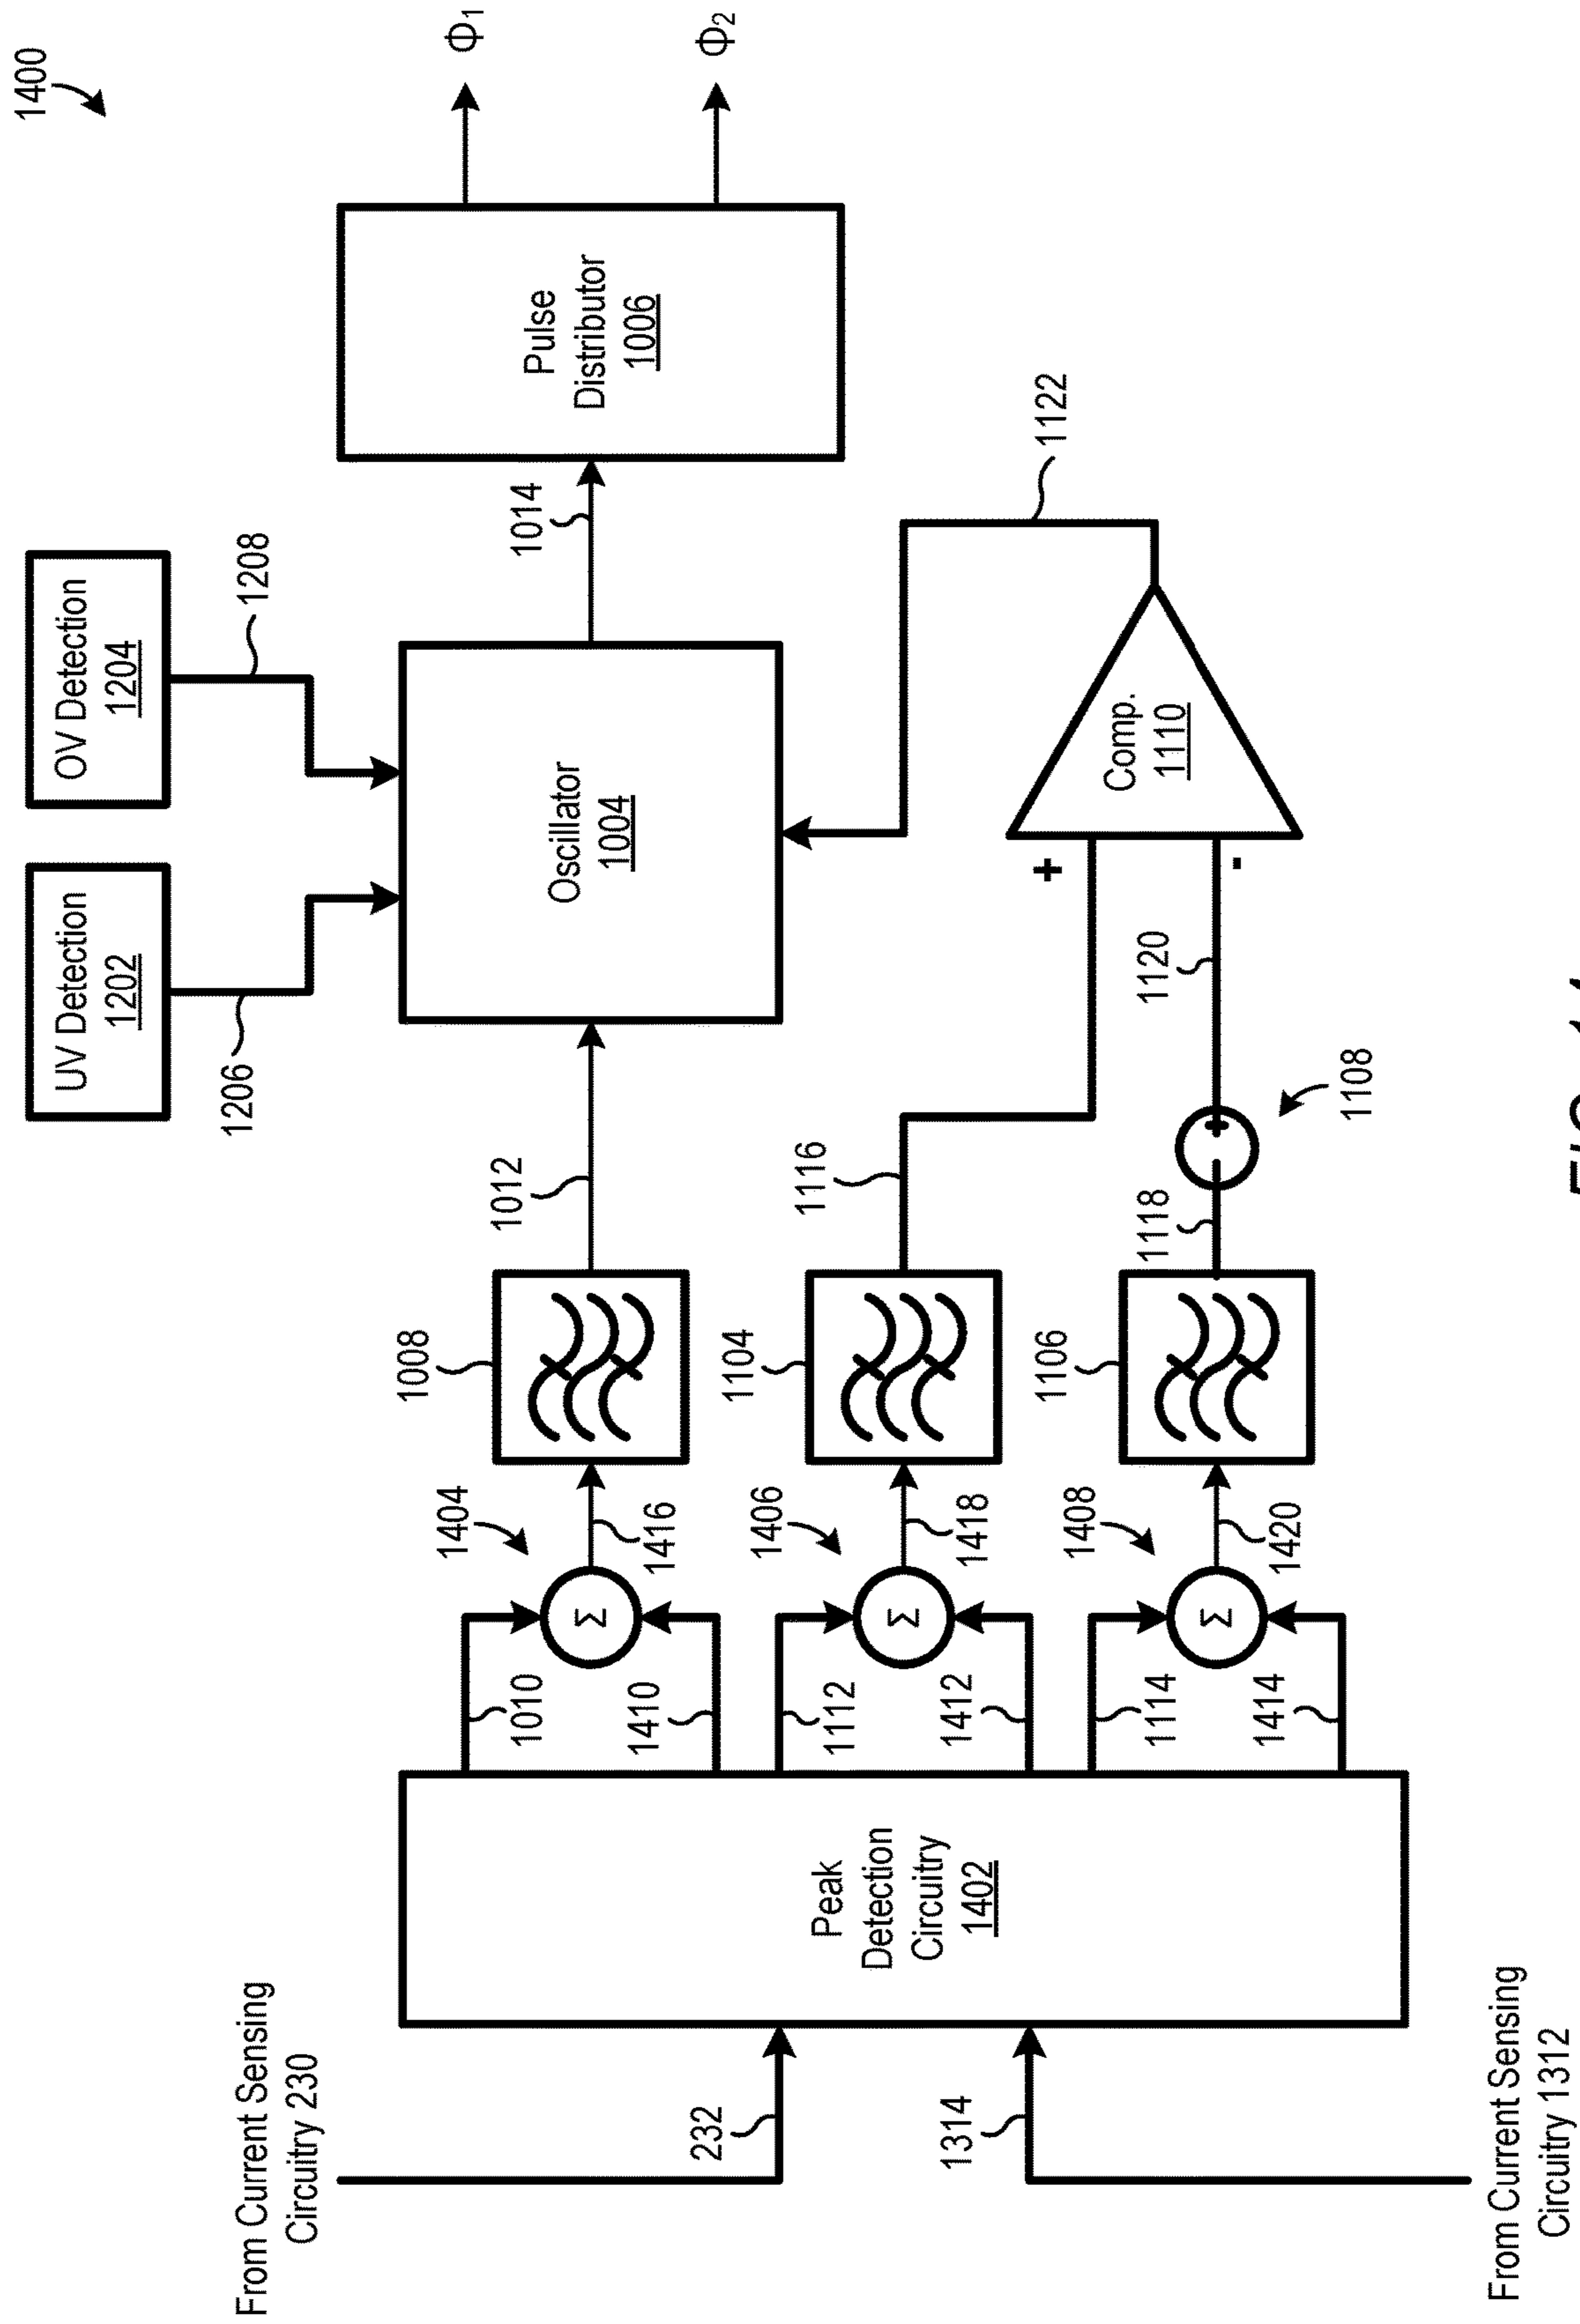 1400
UV Detection
1202
OV Detection
1204
1206
1208
From Current Sensing
Circuitry 230
232
1314
From Current Sensing
Circuitry 1312
Peak
Detection
Circuitry
1402
1010
1410
1112
1412
1114
1414
1404
Σ
1416
1406
Σ
1418
1408
Σ
1420
1008
1104
1106
1012
1116
1118
1108
- +
1120
Oscillator
1004
+
-
Comp.
1110
1122
1014
Pulse
Distributor
1006
Φ1
Φ2